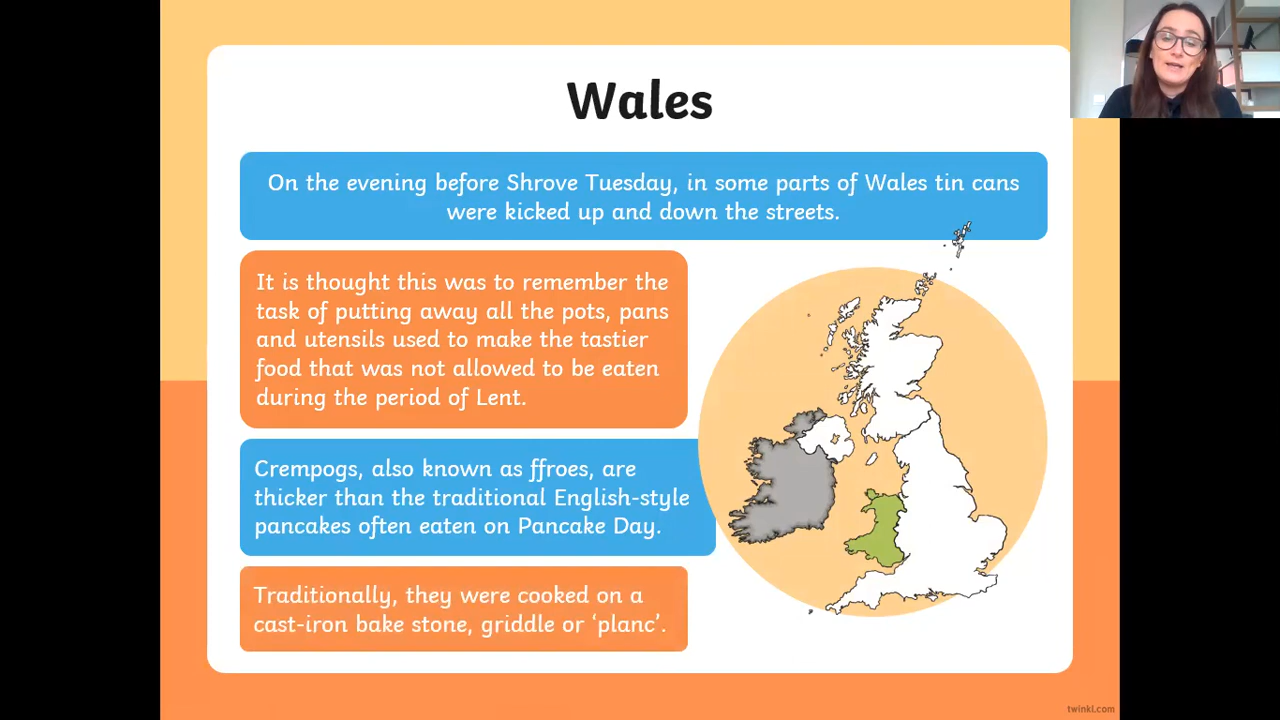 Wales
On the evening before Shrove Tuesday, in some parts of Wales tin cans
were kicked up and down the streets.
It is thought this was to remember the
task of putting away all the pots, pans
and utensils used to make the tastier
food that was not allowed to be eaten
during the period of Lent.
Crempogs, also known as ffroes, are
thicker than the traditional English-style
pancakes often eaten on Pancake Day.
Traditionally, they were cooked on a
cast-iron bake stone, griddle or ‘planc’.
twinkl.com